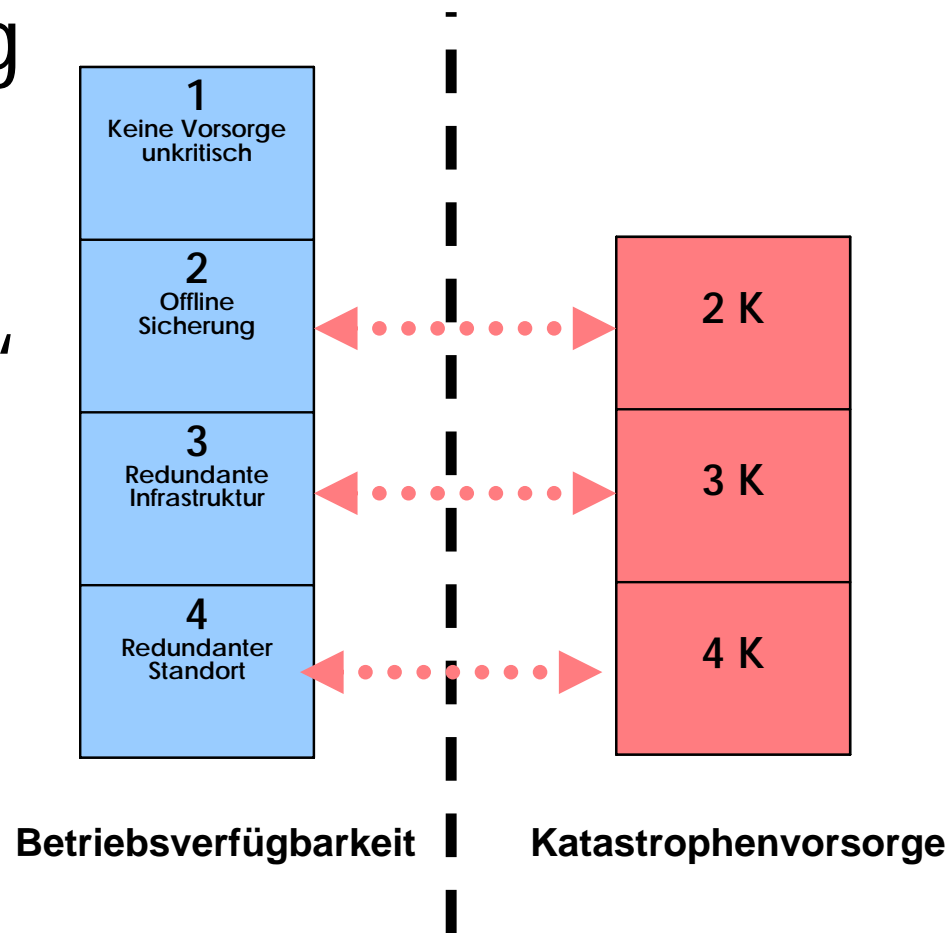 g
1
Keine Vorsorge
unkritisch
2
Offline
Sicherung
3
Redundante
Infrastruktur
4
Redundanter
Standort
2 K
3 K
4 K
Betriebsverfügbarkeit
Katastrophenvorsorge